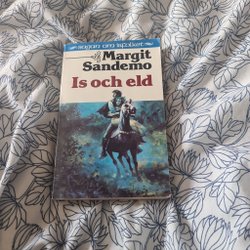 sagan om isfolket
Margit
Sandemo
Is och eld